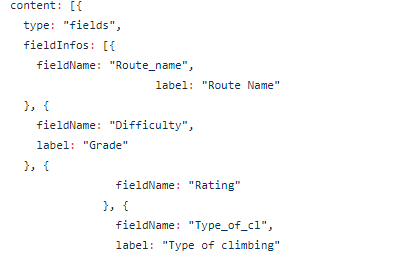 content: [{
type: "fields",
fieldInfos: [{
fieldName: "Route_name",
label: "Route Name"
}, {
fieldName: "Difficulty",
label: "Grade"
}, {
fieldName: "Rating"
}, {
fieldName: "Type_of_cl",
label: "Type of climbing"